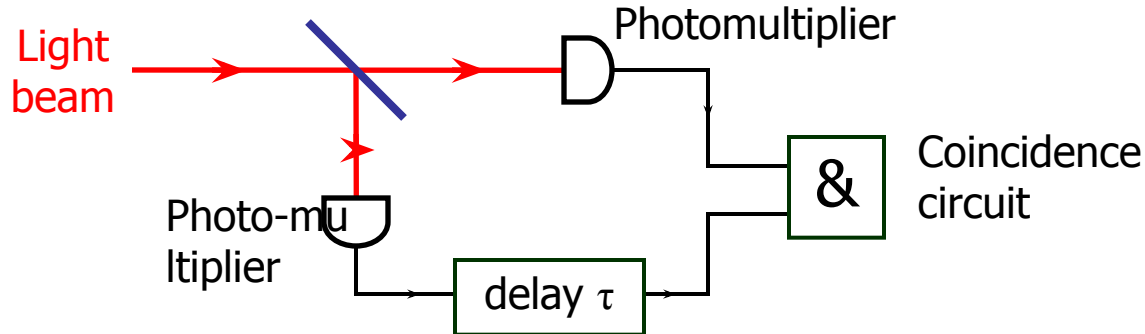 Light
beam
Photomultiplier
Photo-mu
ltiplier
delay τ
&
Coincidence
circuit